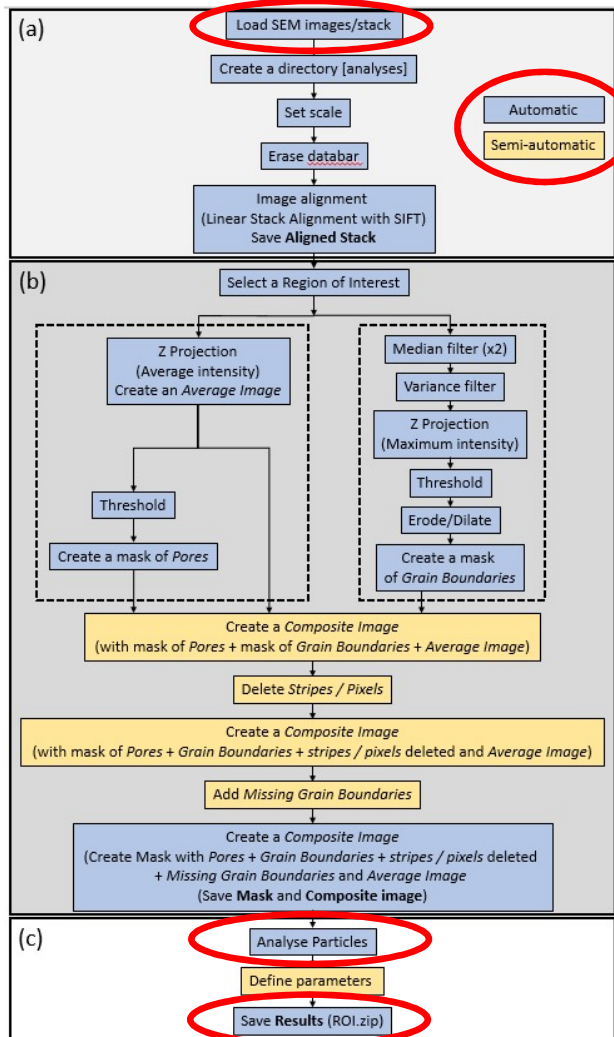 (a)
Load SEM images/stack
Create a directory [analyses]
Set scale
Erase databar
Image alignment
(Linear Stack Alignment with SIFT)
Save Aligned Stack
Automatic
Semi-automatic
(b)
Select a Region of Interest
Z Projection
(Average intensity)
Create an Average Image
Threshold
Create a mask of Pores
Median filter (x2)
Variance filter
Z Projection
(Maximum intensity)
Threshold
Erode/Dilate
Create a mask
of Grain Boundaries
Create a Composite Image
(with mask of Pores + mask of Grain Boundaries + Average Image)
Delete Stripes / Pixels
Create a Composite Image
(with mask of Pores + Grain Boundaries + stripes / pixels deleted and Average Image)
Add Missing Grain Boundaries
Create a Composite Image
(Create Mask with Pores + Grain Boundaries + stripes / pixels deleted
+ Missing Grain Boundaries and Average Image
(Save Mask and Composite image)
(c)
Analyse Particles
Define parameters
Save Results (ROI.zip)